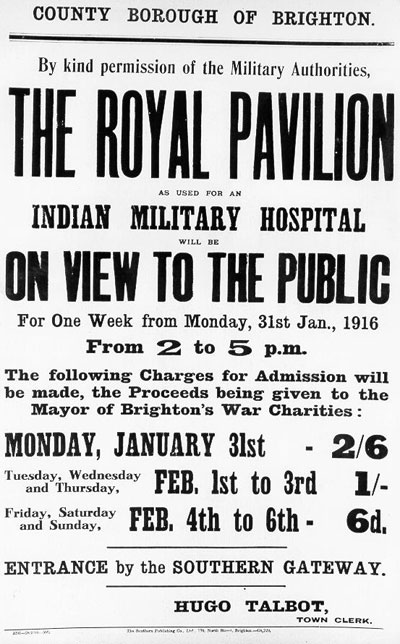 COUNTY BOROUGH OF BRIGHTON.
By kind permission of the Military Authorities,
THE ROYAL PAVILION
AS USED FOR AN
INDIAN MILITARY HOSPITAL
WILL BE
ON VIEW TO THE PUBLIC
For One Week from Monday, 31st Jan., 1916
From 2 to 5 p.m.
The following Charges for Admission will
be made, the Proceeds being given to the
Mayor of Brighton's War Charities:
MONDAY, JANUARY 31st - 2/6
Tuesday, Wednesday
and Thursday, FEB. 1st to 3rd 1/-
Friday, Saturday
and Sunday, FEB. 4th to 6th - 6d.
ENTRANCE by the SOUTHERN GATEWAY.
HUGO TALBOT,
TOWN CLERK.
The Southern Publishing Co., Ltd., North Street, Brighton.